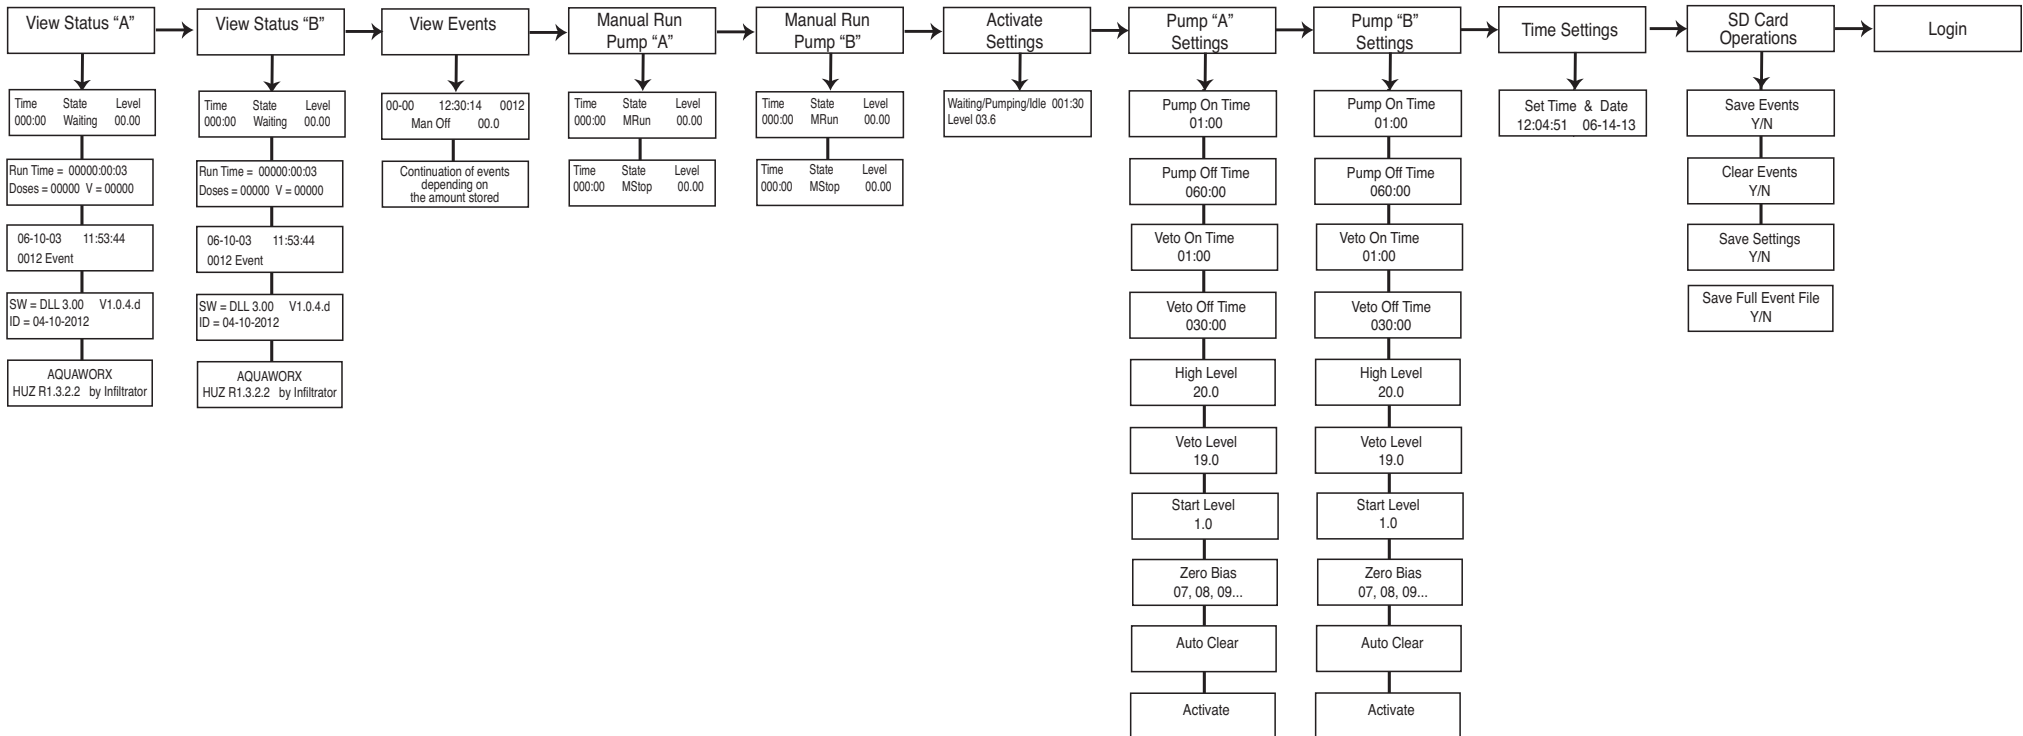 View Status “A”
View Status “B”
View Events
Manual Run
Pump “A”
Manual Run
Pump “B”
Activate
Settings
Pump “A”
Settings
Pump “B”
Settings
Time Settings
SD Card
Operations
Login
Time State Level
000:00 Waiting 00.00
Run Time = 00000:00:03
Doses = 00000 V = 00000
06-10-03 11:53:44
0012 Event
SW = DLL 3.00 V1.0.4.d
ID = 04-10-2012
AQUAWORX
HUZ R1.3.2.2 by Infiltrator
Time State Level
000:00 Waiting 00.00
Run Time = 00000:00:03
Doses = 00000 V = 00000
06-10-03 11:53:44
0012 Event
SW = DLL 3.00 V1.0.4.d
ID = 04-10-2012
AQUAWORX
HUZ R1.3.2.2 by Infiltrator
00-00 12:30:14 0012
Man Off 00.0
Continuation of events
depending on
the amount stored
Time State Level
000:00 MRun 00.00
Time State Level
000:00 MStop 00.00
Time State Level
000:00 MRun 00.00
Time State Level
000:00 MStop 00.00
Waiting/Pumping/Idle 001:30
Level 03.6
Pump On Time
01:00
Pump Off Time
060:00
Veto On Time
01:00
Veto Off Time
030:00
High Level
20.0
Veto Level
19.0
Start Level
1.0
Zero Bias
07, 08, 09...
Auto Clear
Activate
Pump On Time
01:00
Pump Off Time
060:00
Veto On Time
01:00
Veto Off Time
030:00
High Level
20.0
Veto Level
19.0
Start Level
1.0
Zero Bias
07, 08, 09...
Auto Clear
Activate
Set Time & Date
12:04:51 06-14-13
Save Events
Y/N
Clear Events
Y/N
Save Settings
Y/N
Save Full Event File
Y/N